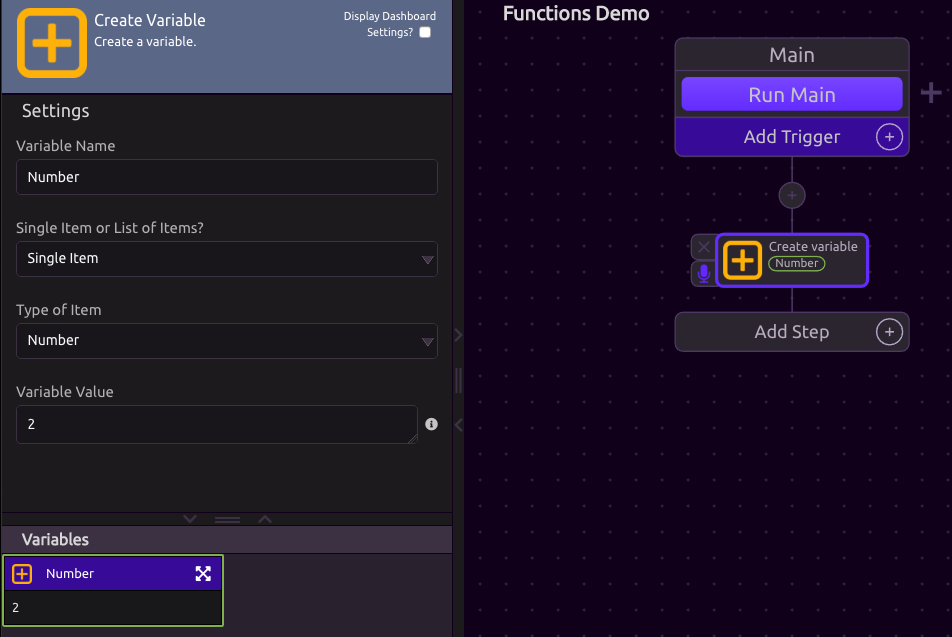 Create Variable
Create a variable.
Display Dashboard
Settings?
Settings
Variable Name
Number
Single Item or List of Items?
Single Item
Type of Item
Number
Variable Value
2
Variables
Number
2
Functions Demo
Main
Run Main
Add Trigger
Create variable
Number
Add Step